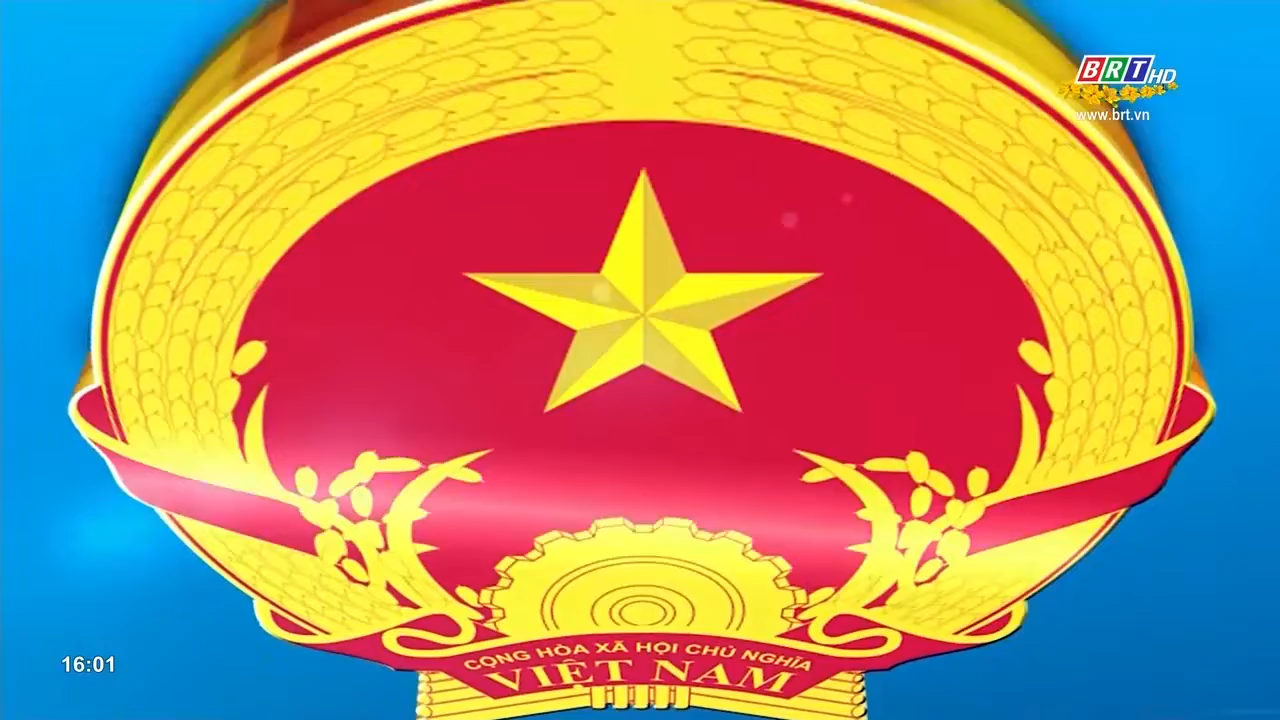 BRT HD
www.brt.vn
CỘNG HÒA XÃ HỘI CHỦ NGHĨA
VIỆT NAM
16:01